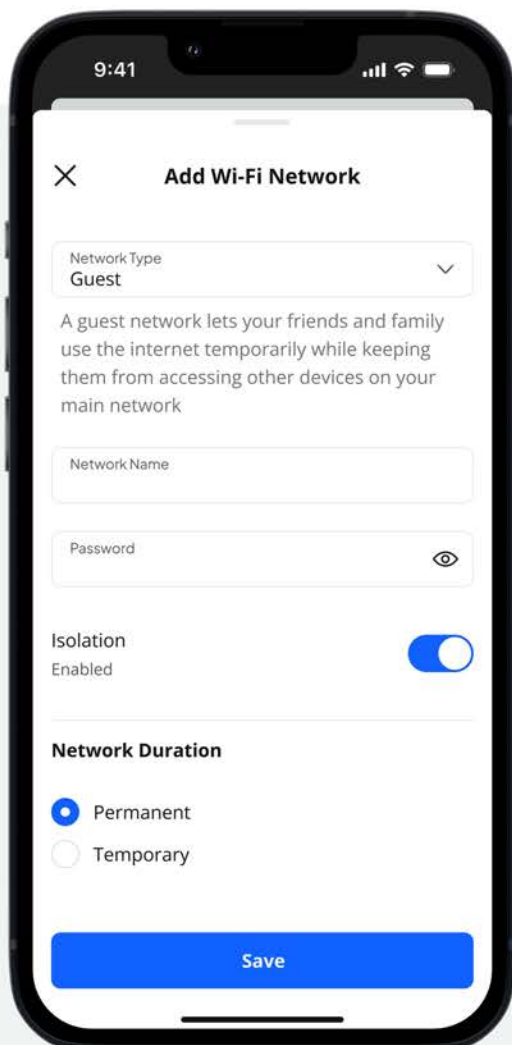 9:41
Add Wi-Fi Network
Network Type
Guest
A guest network lets your friends and family
use the internet temporarily while keeping
them from accessing other devices on your
main network
Network Name
Password
Isolation
Enabled
Network Duration
Permanent
Temporary
Save